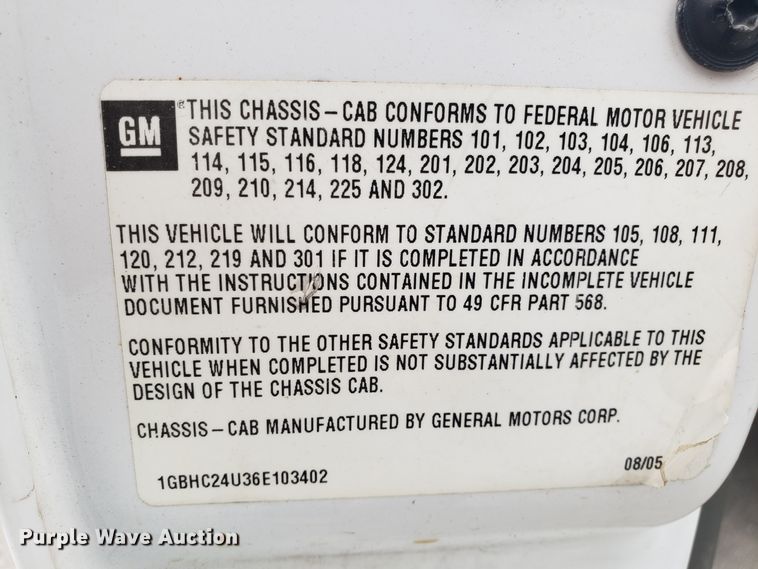 GM
®THIS CHASSIS–CAB CONFORMS TO FEDERAL MOTOR VEHICLE
SAFETY STANDARD NUMBERS 101, 102, 103, 104, 106, 113,
114, 115, 116, 118, 124, 201, 202, 203, 204, 205, 206, 207, 208,
209, 210, 214, 225 AND 302.
THIS VEHICLE WILL CONFORM TO STANDARD NUMBERS 105, 108, 111,
120, 212, 219 AND 301 IF IT IS COMPLETED IN ACCORDANCE
WITH THE INSTRUCTIONS CONTAINED IN THE INCOMPLETE VEHICLE
DOCUMENT FURNISHED PURSUANT TO 49 CFR PART 568.
CONFORMITY TO THE OTHER SAFETY STANDARDS APPLICABLE TO THIS
VEHICLE WHEN COMPLETED IS NOT SUBSTANTIALLY AFFECTED BY THE
DESIGN OF THE CHASSIS CAB.
CHASSIS–CAB MANUFACTURED BY GENERAL MOTORS CORP.
08/05
1GBHC24U36E103402
Purple Wave Auction